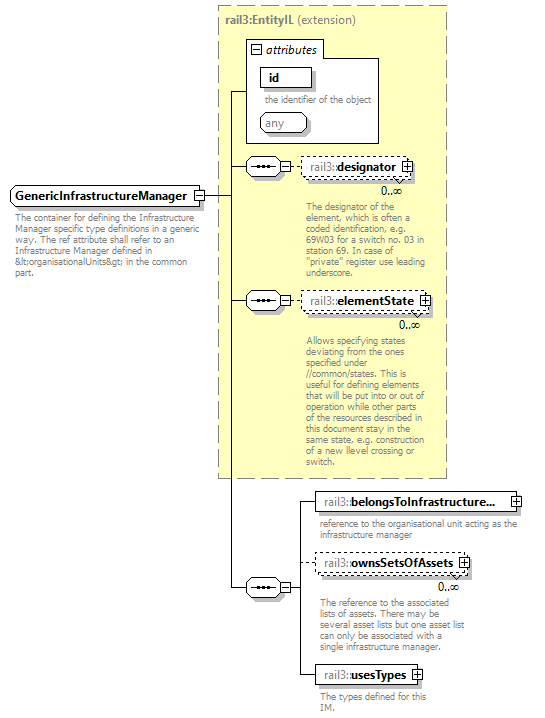 rail3:EntityIL (extension)
attributes
id
the identifier of the object
any
rail3::designator
0..∞
The designator of the
element, which is often a
coded identification, e.g.
69W03 for a switch no. 03 in
station 69. In case of
"private" register use leading
underscore.
GenericInfrastructureManager
The container for defining the Infrastructure
Manager specific type definitions in a generic
way. The ref attribute shall refer to an
Infrastructure Manager defined in
&lt;organisationalUnits&gt; in the common
part.
rail3::elementState
0..∞
Allows specifying states
deviating from the ones
specified under
//common/states. This is
useful for defining elements
that will be put into or out of
operation while other parts
of the resources described in
this document stay in the
same state, e.g. construction
of a new llevel crossing or
switch.
rail3::belongsToInfrastructure...
reference to the organisational unit acting as the
infrastructure manager
rail3::ownsSetsOfAssets
0..∞
The reference to the associated
lists of assets. There may be
several asset lists but one asset list
can only be associated with a
single infrastructure manager.
rail3::usesTypes
The types defined for this
IM.